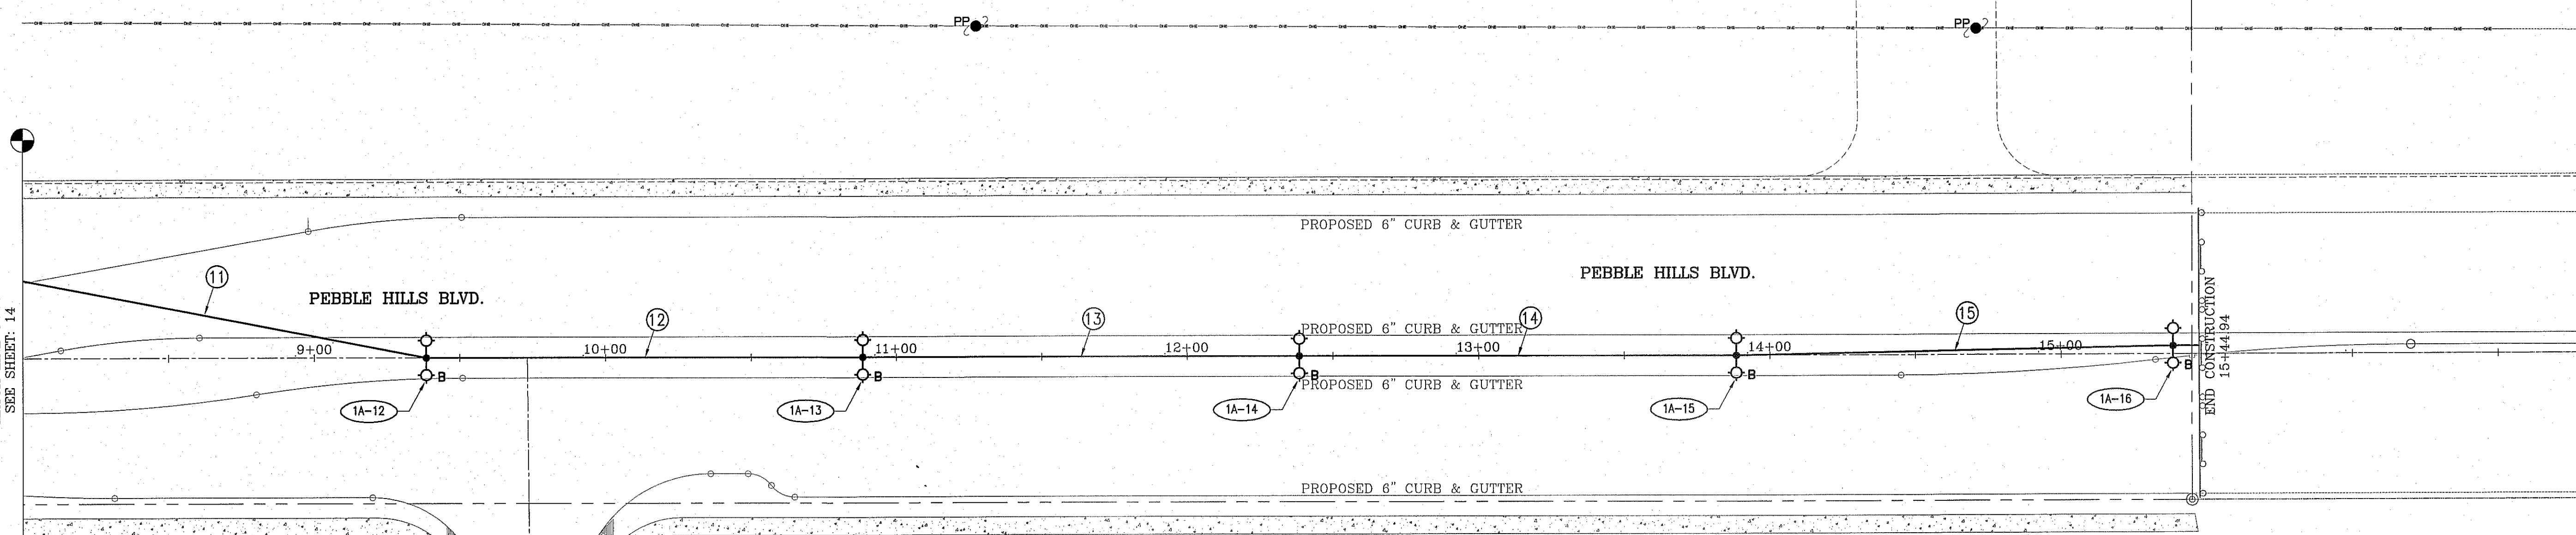 PP
PP
PROPOSED 6" CURB & GUTTER
PEBBLE HILLS BLVD.
11
PEBBLE HILLS BLVD.
SEE SHEET: 14
12
13
PROPOSED 6" CURB & GUTTER
14
15
9+00
10+00
11+00
12+00
13+00
14+00
15+00
END CONSTRUCTION
15+44.94
B
B
B
B
B
PROPOSED 6" CURB & GUTTER
1A-12
1A-13
1A-14
1A-15
1A-16
PROPOSED 6" CURB & GUTTER